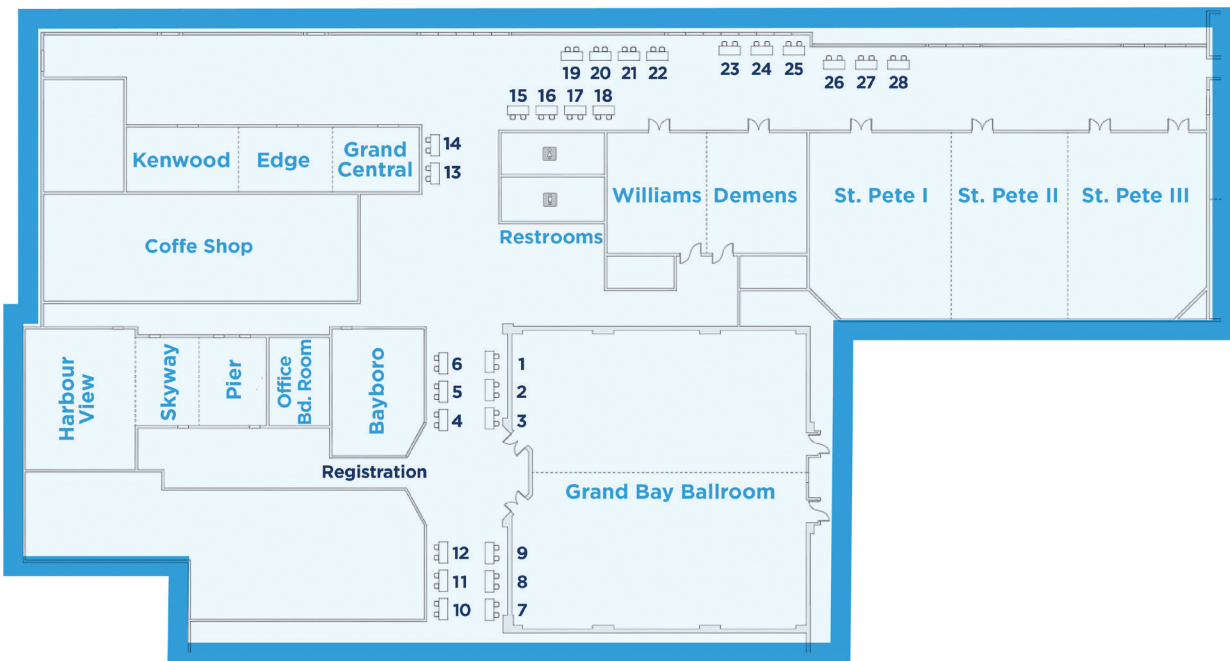 19 20 21 22
23 24 25
26 27 28
15 16 17 18
14
13
Kenwood
Edge
Grand
Central
Williams
Demens
St. Pete I
St. Pete II
St. Pete III
Restrooms
Coffe Shop
Harbour
View
Skyway
Pier
Office
Bd. Room
Bayboro
6 1
5 2
4 3
Registration
Grand Bay Ballroom
12 9
11 8
10 7